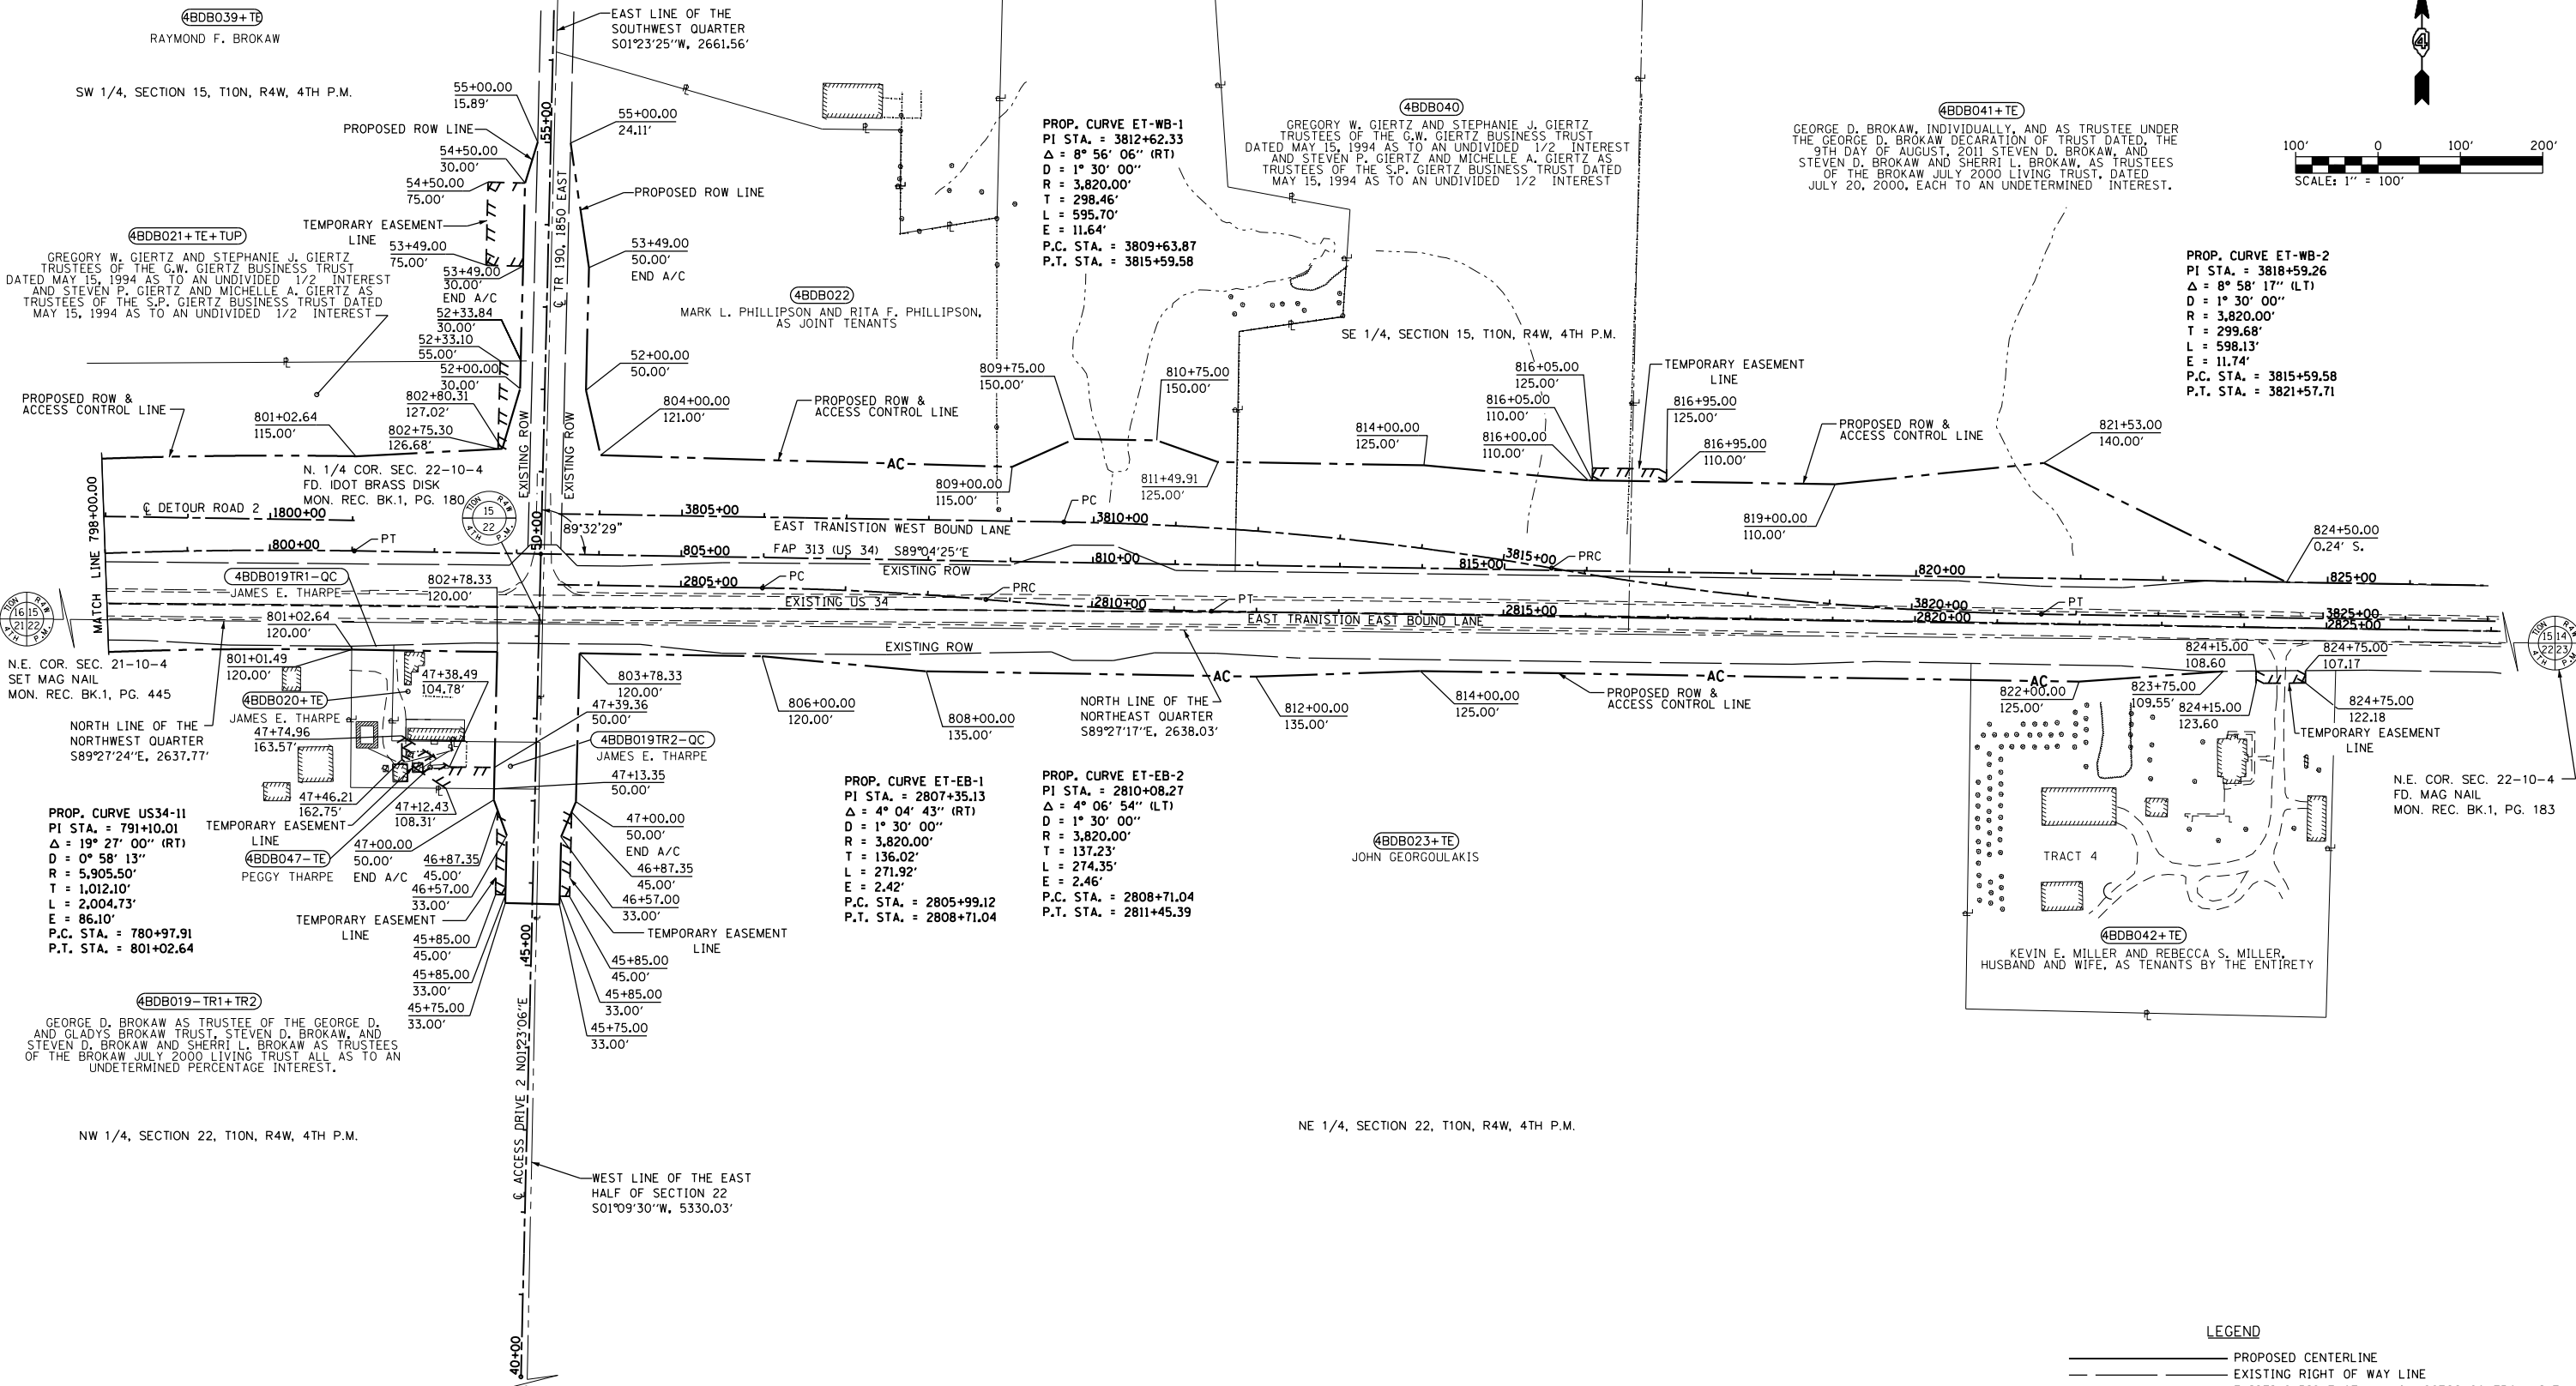 4BDB039+TE
RAYMOND F. BROKAW
SW 1/4, SECTION 15, T10N, R4W, 4TH P.M.
EAST LINE OF THE
SOUTHWEST QUARTER
S01°23'25"W, 2661.56'
55+00.00
15.89'
PROPOSED ROW LINE
54+50.00
30.00'
54+50.00
75.00'
TEMPORARY EASEMENT
LINE
53+49.00
75.00'
53+49.00
30.00'
END A/C
52+33.84
30.00'
52+33.10
55.00'
52+00.00
30.00'
802+80.31
127.02'
802+75.30
126.68'
55+00
₵ TR 190, 1850 EAST
55+00.00
24.11'
PROPOSED ROW LINE
53+49.00
50.00'
END A/C
52+00.00
50.00'
804+00.00
121.00'
4BDB021+TE+TUP
GREGORY W. GIERTZ AND STEPHANIE J. GIERTZ
TRUSTEES OF THE G.W. GIERTZ BUSINESS TRUST
DATED MAY 15, 1994 AS TO AN UNDIVIDED 1/2 INTEREST
AND STEVEN P. GIERTZ AND MICHELLE A. GIERTZ AS
TRUSTEES OF THE S.P. GIERTZ BUSINESS TRUST DATED
MAY 15, 1994 AS TO AN UNDIVIDED 1/2 INTEREST
PROPOSED ROW &
ACCESS CONTROL LINE
801+02.64
115.00'
4BDB022
MARK L. PHILLIPSON AND RITA F. PHILLIPSON,
AS JOINT TENANTS
PROPOSED ROW &
ACCESS CONTROL LINE
AC
PROP. CURVE ET-WB-1
PI STA. = 3812+62.33
Δ = 8° 56' 06" (RT)
D = 1° 30' 00"
R = 3,820.00'
T = 298.46'
L = 595.70'
E = 11.64'
P.C. STA. = 3809+63.87
P.T. STA. = 3815+59.58
4BDB040
GREGORY W. GIERTZ AND STEPHANIE J. GIERTZ
TRUSTEES OF THE G.W. GIERTZ BUSINESS TRUST
DATED MAY 15, 1994 AS TO AN UNDIVIDED 1/2 INTEREST
AND STEVEN P. GIERTZ AND MICHELLE A. GIERTZ AS
TRUSTEES OF THE S.P. GIERTZ BUSINESS TRUST DATED
MAY 15, 1994 AS TO AN UNDIVIDED 1/2 INTEREST
SE 1/4, SECTION 15, T10N, R4W, 4TH P.M.
4BDB041+TE
GEORGE D. BROKAW, INDIVIDUALLY, AND AS TRUSTEE UNDER
THE GEORGE D. BROKAW DECARATION OF TRUST DATED, THE
9TH DAY OF AUGUST, 2011 STEVEN D. BROKAW, AND
STEVEN D. BROKAW AND SHERRI L. BROKAW, AS TRUSTEES
OF THE BROKAW JULY 2000 LIVING TRUST, DATED
JULY 20, 2000, EACH TO AN UNDETERMINED INTEREST.
4
100' 0 100' 200'
SCALE: 1" = 100'
PROP. CURVE ET-WB-2
PI STA. = 3818+59.26
Δ = 8° 58' 17" (LT)
D = 1° 30' 00"
R = 3,820.00'
T = 299.68'
L = 598.13'
E = 11.74'
P.C. STA. = 3815+59.58
P.T. STA. = 3821+57.71
809+75.00
150.00'
810+75.00
150.00'
809+00.00
115.00'
811+49.91
125.00'
814+00.00
125.00'
816+05.00
125.00'
816+05.00
110.00'
816+00.00
110.00'
TEMPORARY EASEMENT
LINE
816+95.00
125.00'
816+95.00
110.00'
PROPOSED ROW &
ACCESS CONTROL LINE
819+00.00
110.00'
821+53.00
140.00'
824+50.00
0.24' S.
MATCH LINE 798+00.00
N. 1/4 COR. SEC. 22-10-4
FD. IDOT BRASS DISK
MON. REC. BK.1, PG. 180
T10N R4W
15
22
4TH P.M.
EXISTING ROW
EXISTING ROW
50+00
89°32'29"
₵ DETOUR ROAD 2
1800+00
800+00
PT
3805+00
EAST TRANISTION WEST BOUND LANE
PC
3810+00
3815+00
PRC
3820+00
PT
3825+00
805+00
FAP 313 (US 34) S89°04'25"E
810+00
815+00
820+00
825+00
EXISTING ROW
2805+00
PC
PRC
2810+00
PT
2815+00
2820+00
2825+00
EXISTING US 34
EAST TRANISTION EAST BOUND LANE
EXISTING ROW
T10N R4W
16 15
21 22
4TH P.M.
N.E. COR. SEC. 21-10-4
SET MAG NAIL
MON. REC. BK.1, PG. 445
4BDB019TR1-QC
JAMES E. THARPE
802+78.33
120.00'
801+02.64
120.00'
801+01.49
120.00'
4BDB020+TE
JAMES E. THARPE
47+38.49
104.78'
47+74.96
163.57'
NORTH LINE OF THE
NORTHWEST QUARTER
S89°27'24"E, 2637.77'
47+46.21
162.75'
TEMPORARY EASEMENT
LINE
4BDB047-TE
PEGGY THARPE
47+12.43
108.31'
47+00.00
50.00'
END A/C
46+87.35
45.00'
46+57.00
33.00'
TEMPORARY EASEMENT
LINE
45+85.00
45.00'
45+85.00
33.00'
45+75.00
33.00'
803+78.33
120.00'
47+39.36
50.00'
4BDB019TR2-QC
JAMES E. THARPE
47+13.35
50.00'
47+00.00
50.00'
END A/C
46+87.35
45.00'
46+57.00
33.00'
TEMPORARY EASEMENT
LINE
45+85.00
45.00'
45+85.00
33.00'
45+75.00
33.00'
45+00
PROP. CURVE US34-11
PI STA. = 791+10.01
Δ = 19° 27' 00" (RT)
D = 0° 58' 13"
R = 5,905.50'
T = 1,012.10'
L = 2,004.73'
E = 86.10'
P.C. STA. = 780+97.91
P.T. STA. = 801+02.64
4BDB019-TR1+TR2
GEORGE D. BROKAW AS TRUSTEE OF THE GEORGE D.
AND GLADYS BROKAW TRUST, STEVEN D. BROKAW, AND
STEVEN D. BROKAW AND SHERRI L. BROKAW AS TRUSTEES
OF THE BROKAW JULY 2000 LIVING TRUST ALL AS TO AN
UNDETERMINED PERCENTAGE INTEREST.
NW 1/4, SECTION 22, T10N, R4W, 4TH P.M.
₵ ACCESS DRIVE 2 N01°23'06"E
WEST LINE OF THE EAST
HALF OF SECTION 22
S01°09'30"W, 5330.03'
40+00
806+00.00
120.00'
808+00.00
135.00'
NORTH LINE OF THE
NORTHEAST QUARTER
S89°27'17"E, 2638.03'
AC
812+00.00
135.00'
814+00.00
125.00'
PROPOSED ROW &
ACCESS CONTROL LINE
AC
AC
PROP. CURVE ET-EB-1
PI STA. = 2807+35.13
Δ = 4° 04' 43" (RT)
D = 1° 30' 00"
R = 3,820.00'
T = 136.02'
L = 271.92'
E = 2.42'
P.C. STA. = 2805+99.12
P.T. STA. = 2808+71.04
PROP. CURVE ET-EB-2
PI STA. = 2810+08.27
Δ = 4° 06' 54" (LT)
D = 1° 30' 00"
R = 3,820.00'
T = 137.23'
L = 274.35'
E = 2.46'
P.C. STA. = 2808+71.04
P.T. STA. = 2811+45.39
4BDB023+TE
JOHN GEORGOULAKIS
NE 1/4, SECTION 22, T10N, R4W, 4TH P.M.
822+00.00
125.00'
823+75.00
109.55'
824+15.00
108.60
824+15.00
123.60
824+75.00
107.17
824+75.00
122.18
TEMPORARY EASEMENT
LINE
T10N R4W
15 14
22 23
4TH P.M.
N.E. COR. SEC. 22-10-4
FD. MAG NAIL
MON. REC. BK.1, PG. 183
TRACT 4
4BDB042+TE
KEVIN E. MILLER AND REBECCA S. MILLER,
HUSBAND AND WIFE, AS TENANTS BY THE ENTIRETY
LEGEND
PROPOSED CENTERLINE
EXISTING RIGHT OF WAY LINE